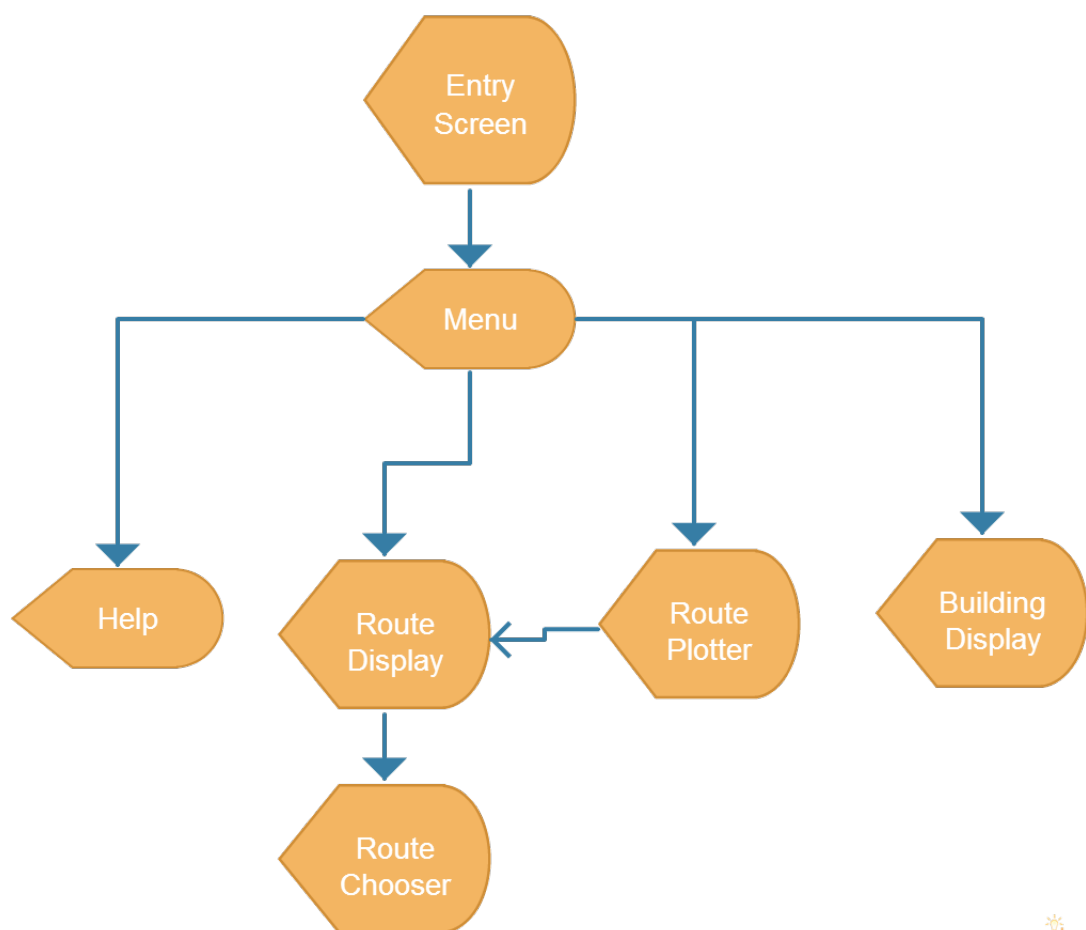 Entry
Screen
Menu
Help
Route
Display
Route
Plotter
Building
Display
Route
Chooser